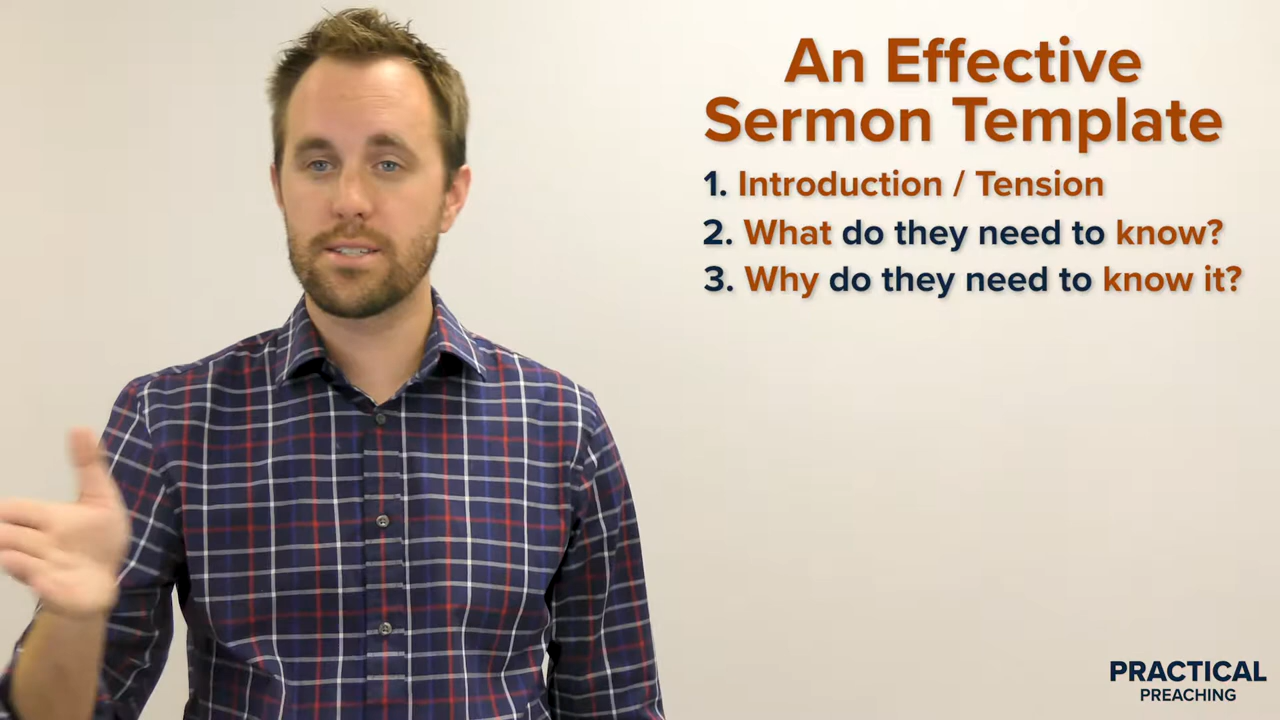 An Effective
Sermon Template
1. Introduction / Tension
2. What do they need to know?
3. Why do they need to know it?
PRACTICAL
PREACHING